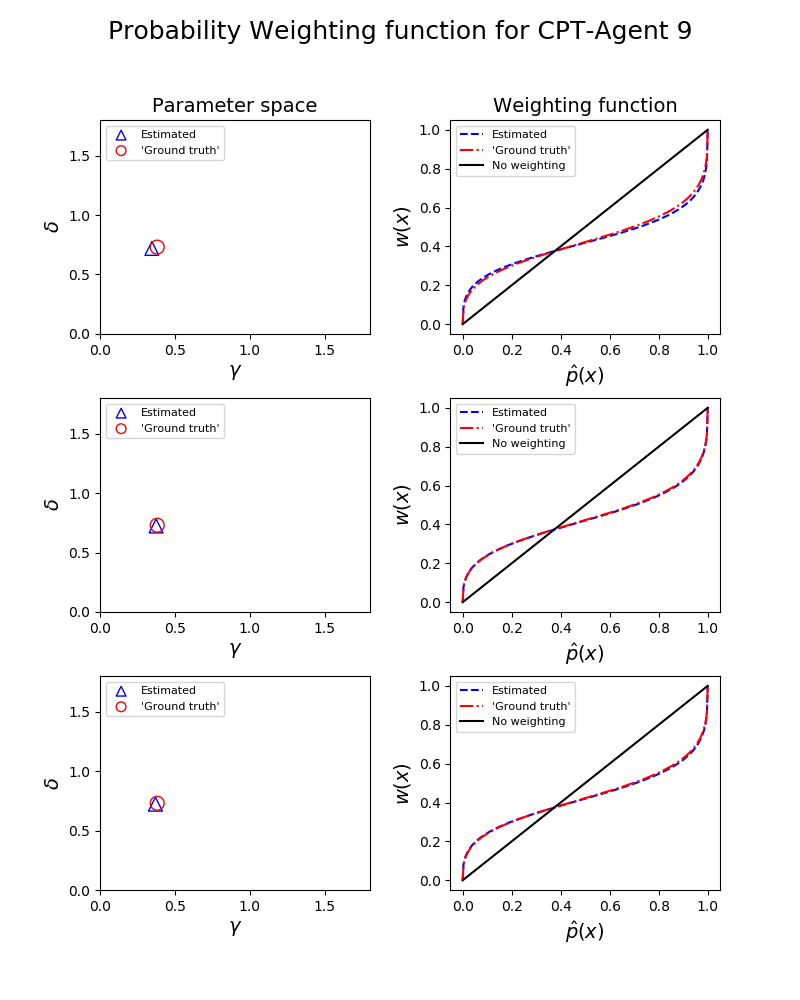 Probability Weighting function for CPT-Agent 9
Parameter space
Weighting function
Estimated
'Ground truth'
1.5
1.0
0.5
0.0
δ
0.0 0.5 1.0 1.5
γ
Estimated
'Ground truth'
No weighting
1.0
0.8
0.6
0.4
0.2
0.0
w(x)
0.0 0.2 0.4 0.6 0.8 1.0
p̂(x)
Estimated
'Ground truth'
1.5
1.0
0.5
0.0
δ
0.0 0.5 1.0 1.5
γ
Estimated
'Ground truth'
No weighting
1.0
0.8
0.6
0.4
0.2
0.0
w(x)
0.0 0.2 0.4 0.6 0.8 1.0
p̂(x)
Estimated
'Ground truth'
1.5
1.0
0.5
0.0
δ
0.0 0.5 1.0 1.5
γ
Estimated
'Ground truth'
No weighting
1.0
0.8
0.6
0.4
0.2
0.0
w(x)
0.0 0.2 0.4 0.6 0.8 1.0
p̂(x)